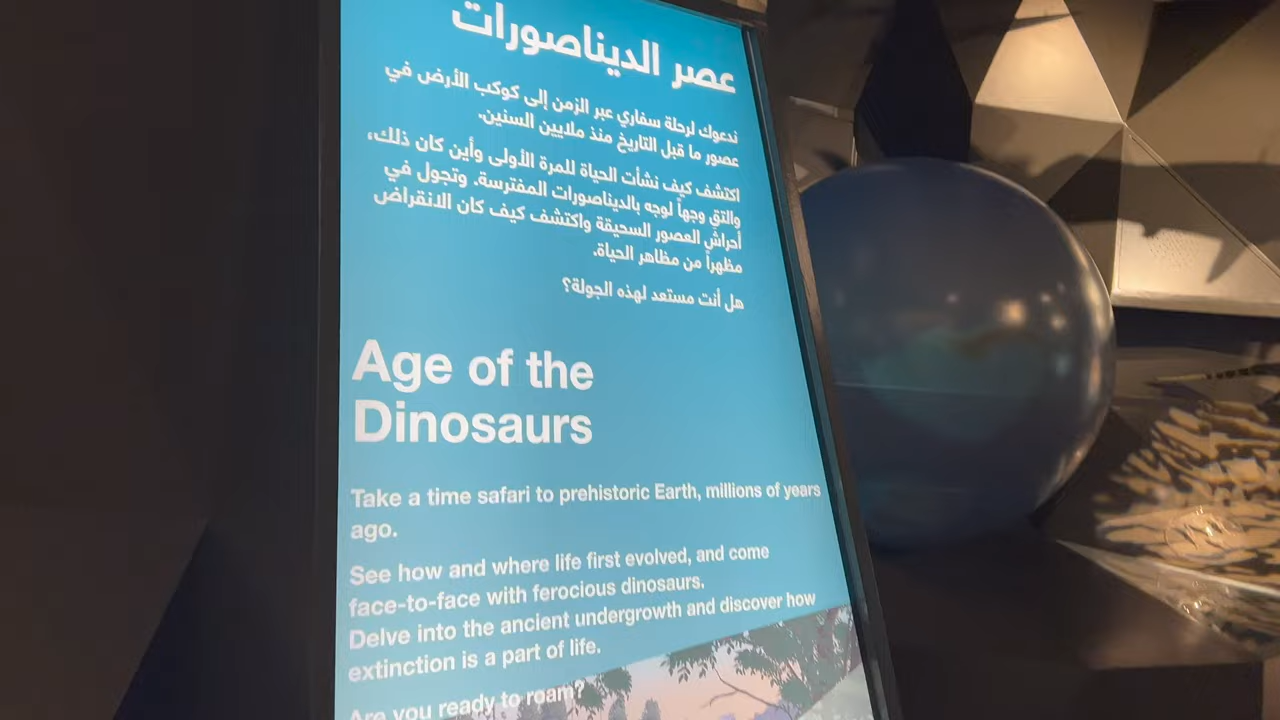 عصر الديناصورات
ندعوك لرحلة سفاري عبر الزمن إلى كوكب الأرض في
عصور ما قبل التاريخ منذ ملايين السنين.
اكتشف كيف نشأت الحياة للمرة الأولى وأين كان ذلك،
والتقِ وجهاً لوجه بالديناصورات المفترسة. وتجول في
أحراش العصور السحيقة واكتشف كيف كان الانقراض
مظهراً من مظاهر الحياة.
هل أنت مستعد لهذه الجولة؟
Age of the
Dinosaurs
Take a time safari to prehistoric Earth, millions of years
ago.
See how and where life first evolved, and come
face-to-face with ferocious dinosaurs.
Delve into the ancient undergrowth and discover how
extinction is a part of life.
Are you ready to roam?